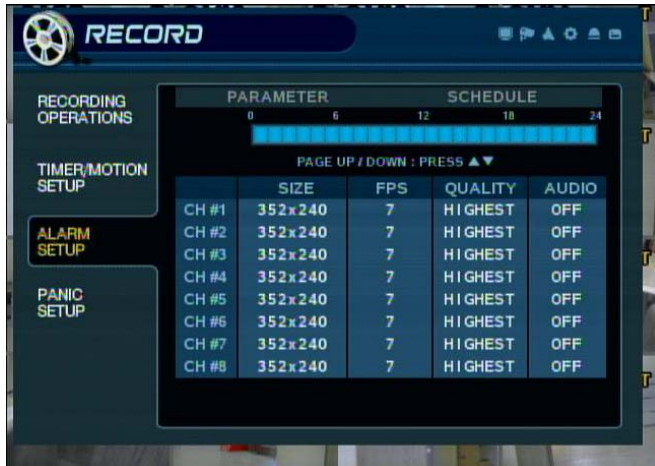 RECORD
RECORDING
OPERATIONS
TIMER/MOTION
SETUP
ALARM
SETUP
PANIC
SETUP
PARAMETER SCHEDULE
0 6 12 18 24
PAGE UP / DOWN : PRESS ▲▼
SIZE FPS QUALITY AUDIO
CH #1 352x240 7 HIGHEST OFF
CH #2 352x240 7 HIGHEST OFF
CH #3 352x240 7 HIGHEST OFF
CH #4 352x240 7 HIGHEST OFF
CH #5 352x240 7 HIGHEST OFF
CH #6 352x240 7 HIGHEST OFF
CH #7 352x240 7 HIGHEST OFF
CH #8 352x240 7 HIGHEST OFF
T
T
T
T